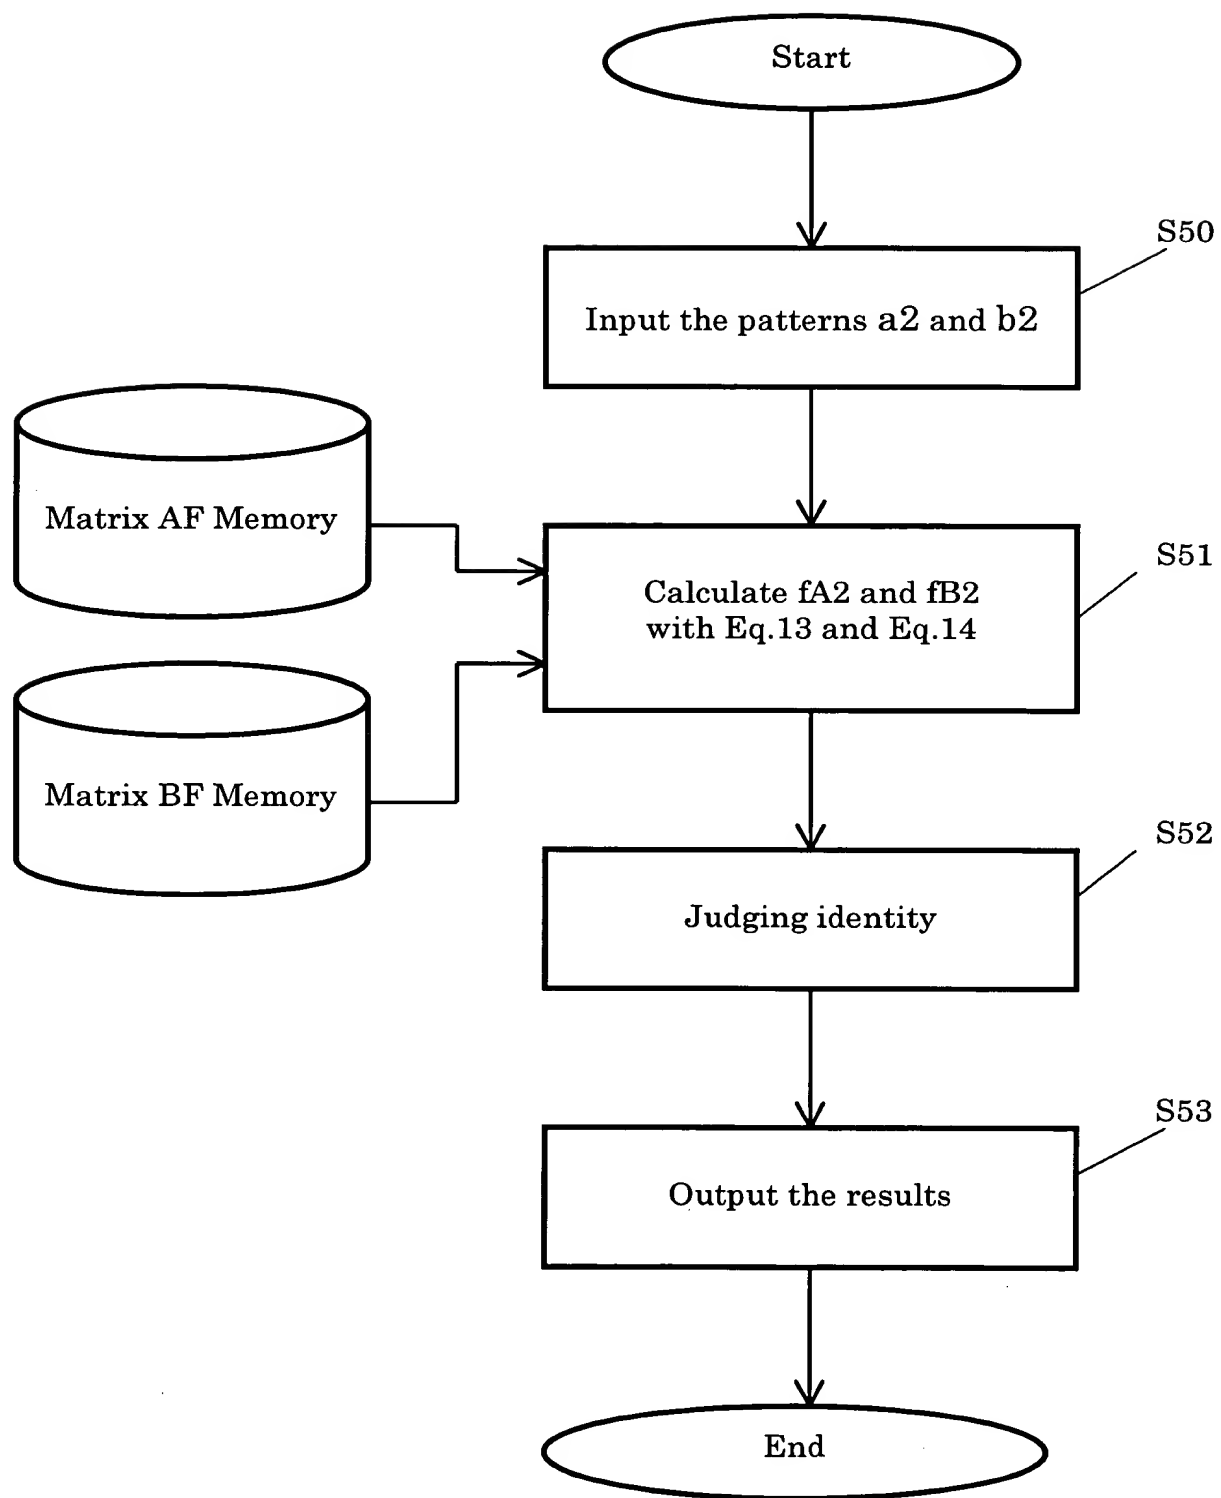 Start
S50
Input the patterns a2 and b2
Matrix AF Memory
S51
Calculate fA2 and fB2
with Eq.13 and Eq.14
Matrix BF Memory
S52
Judging identity
S53
Output the results
End